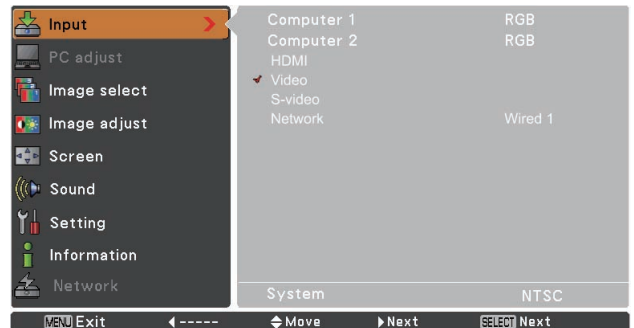 Input
PC adjust
Image select
Image adjust
Screen
Sound
Setting
Information
Network
Computer 1 RGB
Computer 2 RGB
HDMI
Video
S-video
Network Wired 1
System NTSC
MENU Exit ----- Move Next SELECT Next